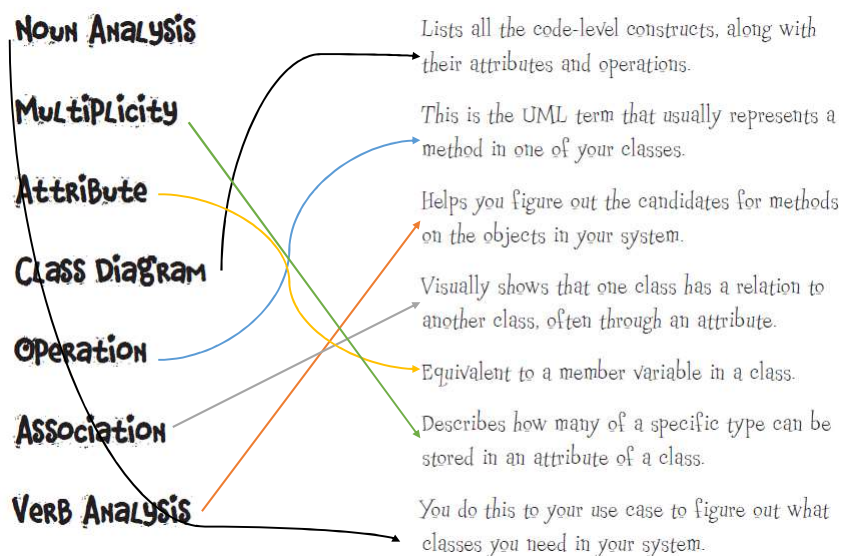 Noun Analysis
Multiplicity
Attribute
Class Diagram
Operation
Association
Verb Analysis
Lists all the code-level constructs, along with
their attributes and operations.
This is the UML term that usually represents a
method in one of your classes.
Helps you figure out the candidates for methods
on the objects in your system.
Visually shows that one class has a relation to
another class, often through an attribute.
Equivalent to a member variable in a class.
Describes how many of a specific type can be
stored in an attribute of a class.
You do this to your use case to figure out what
classes you need in your system.